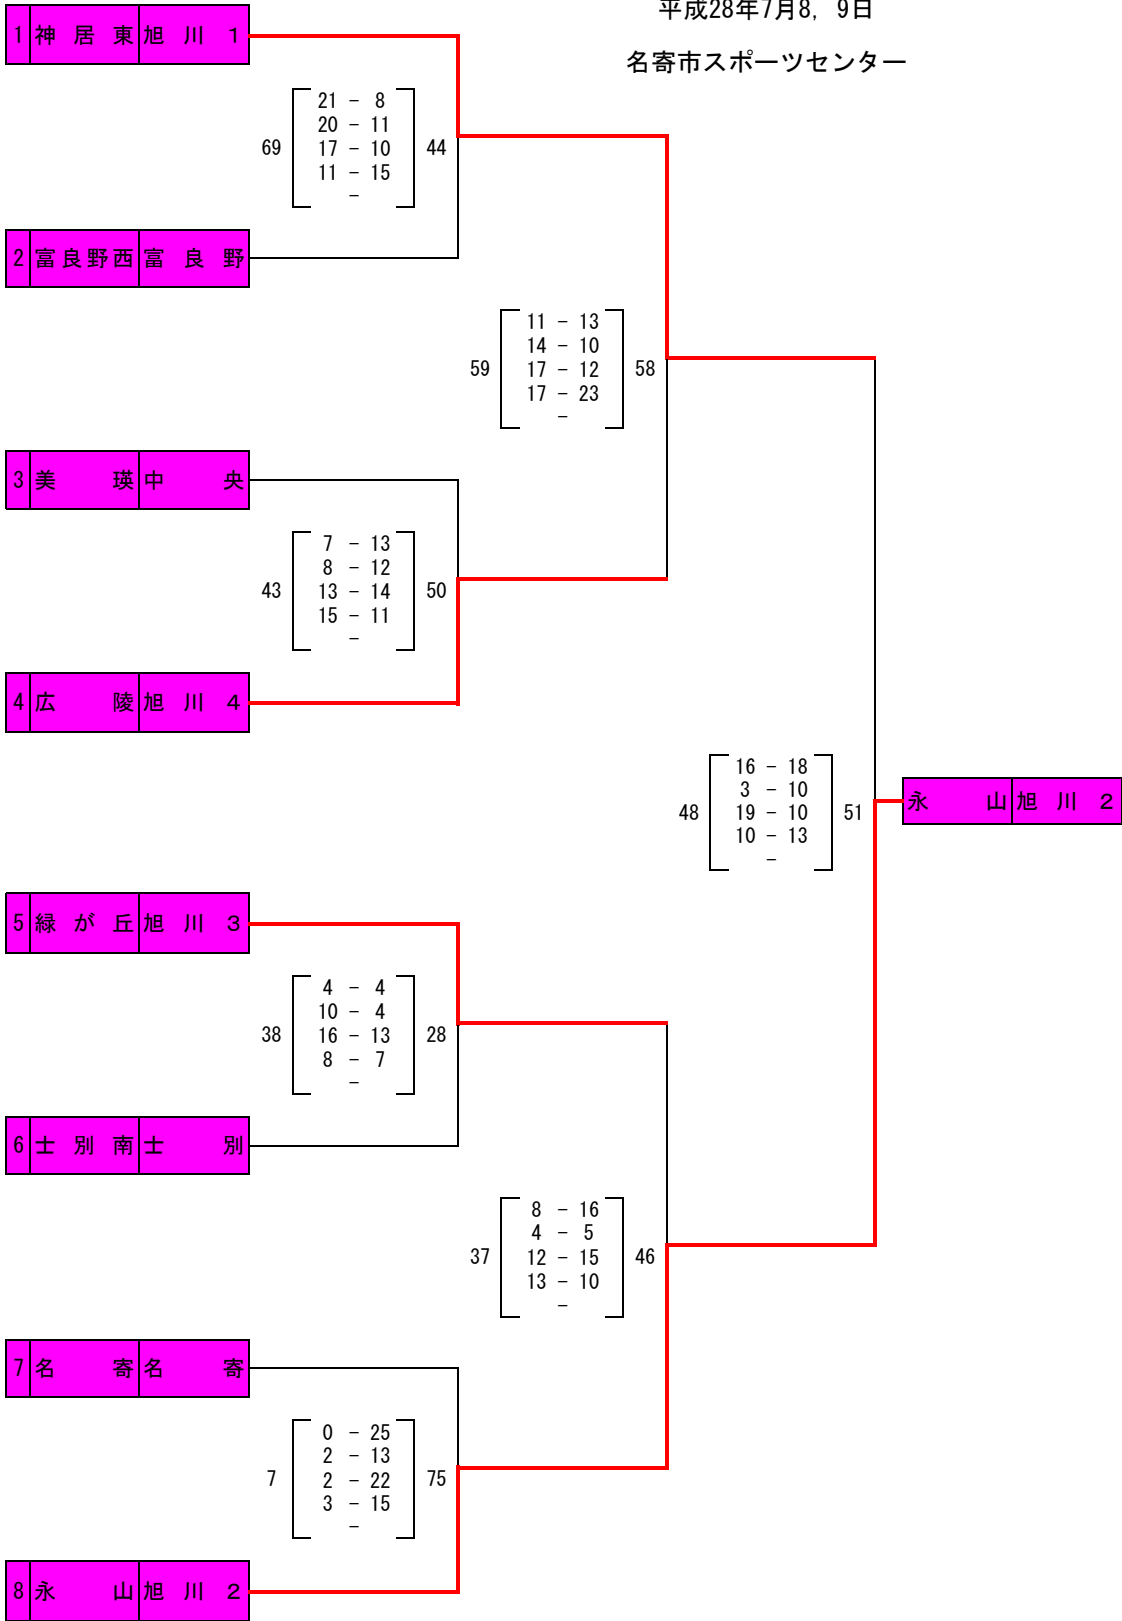 平成28年7月8，9日
名寄市スポーツセンター
1 神居東 旭川１
69 21 － 8 44
20 － 11
17 － 10
11 － 15
－
2 富良野西 富良野
59 11 － 13 58
14 － 10
17 － 12
17 － 23
－
3 美瑛 中央
43 7 － 13 50
8 － 12
13 － 14
15 － 11
－
4 広陵 旭川４
48 16 － 18 51
3 － 10
19 － 10
10 － 13
－
永山 旭川２
5 緑が丘 旭川３
38 4 － 4 28
10 － 4
16 － 13
8 － 7
－
6 士別南 士別
37 8 － 16 46
4 － 5
12 － 15
13 － 10
－
7 名寄 名寄
7 0 － 25 75
2 － 13
2 － 22
3 － 15
－
8 永山 旭川２